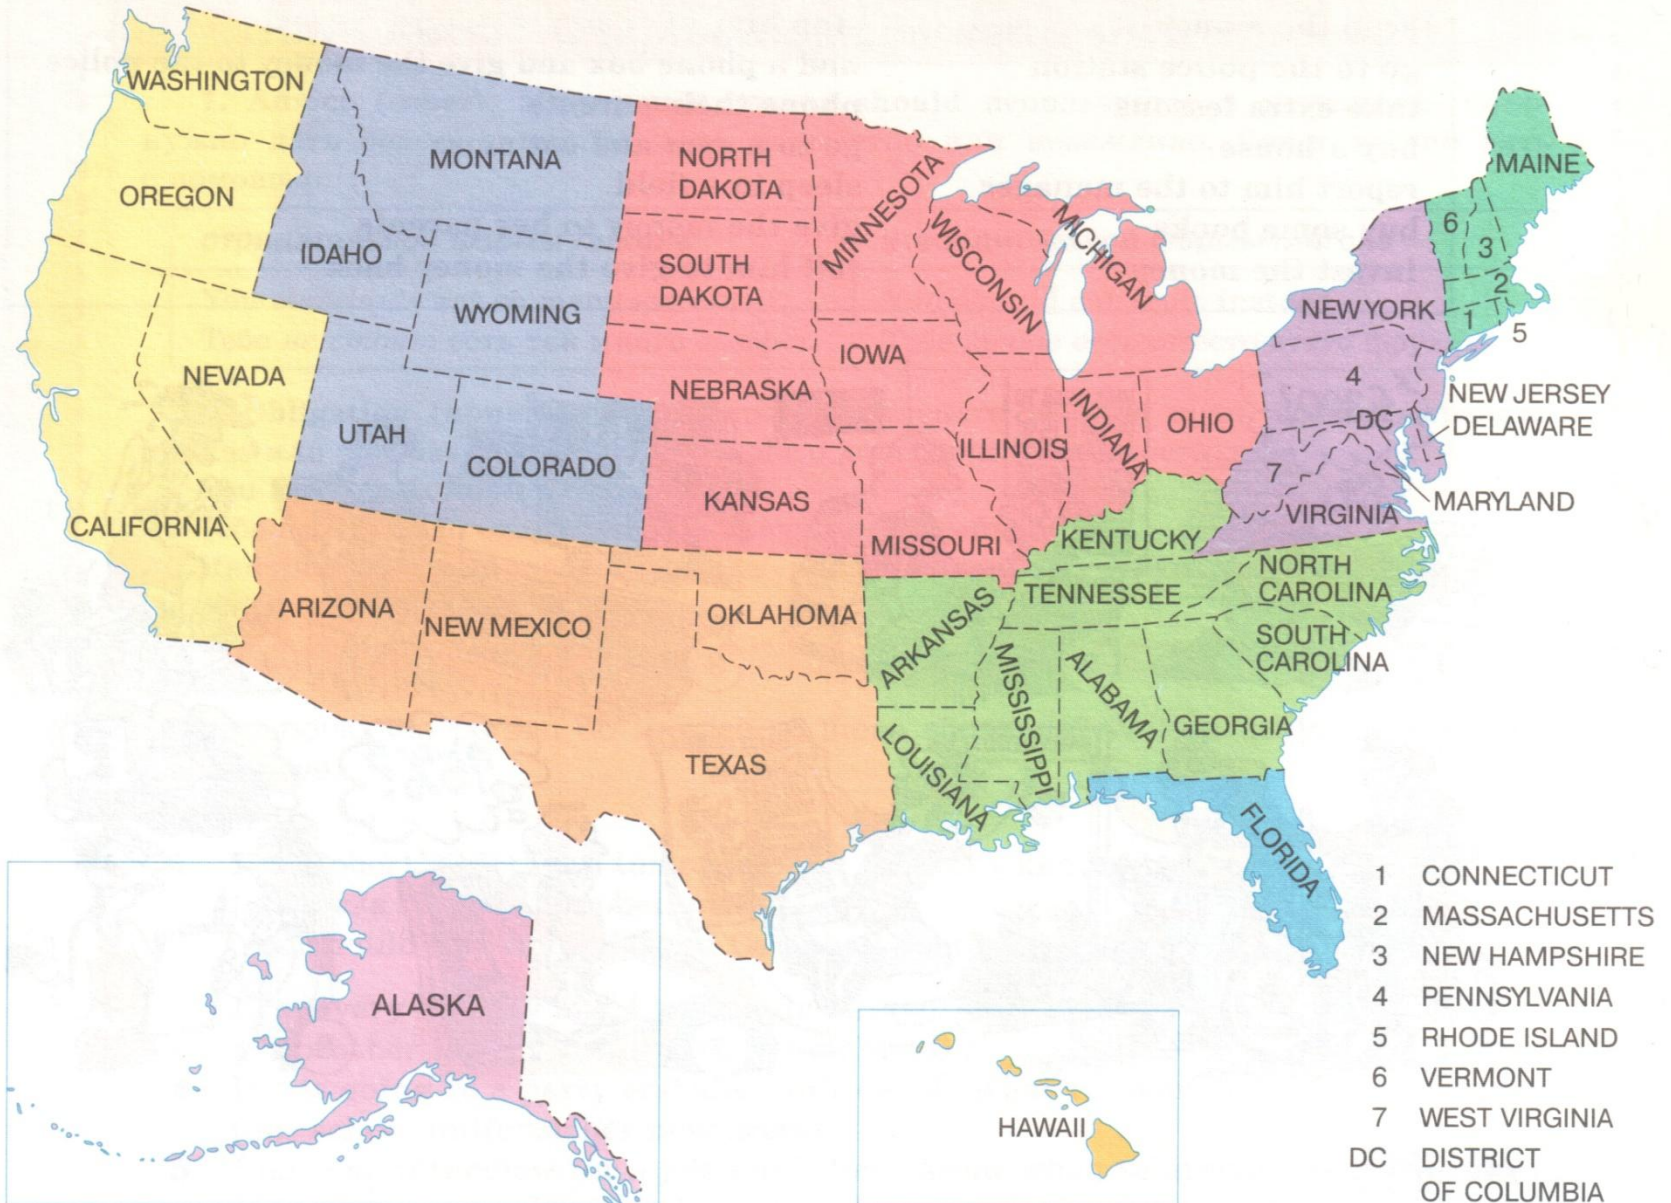 WASHINGTON
OREGON
MONTANA
IDAHO
WYOMING
NEVADA
UTAH
COLORADO
CALIFORNIA
ARIZONA
NEW MEXICO
NORTH
DAKOTA
SOUTH
DAKOTA
NEBRASKA
KANSAS
OKLAHOMA
TEXAS
MINNESOTA
IOWA
MISSOURI
WISCONSIN
ILLINOIS
MICHIGAN
INDIANA
OHIO
KENTUCKY
TENNESSEE
ARKANSAS
LOUISIANA
MISSISSIPPI
ALABAMA
GEORGIA
FLORIDA
NORTH
CAROLINA
SOUTH
CAROLINA
VIRGINIA
7
DC
4
NEW YORK
MAINE
6
3
2
1
5
NEW JERSEY
DELAWARE
MARYLAND
ALASKA
HAWAII
1 CONNECTICUT
2 MASSACHUSETTS
3 NEW HAMPSHIRE
4 PENNSYLVANIA
5 RHODE ISLAND
6 VERMONT
7 WEST VIRGINIA
DC DISTRICT
OF COLUMBIA